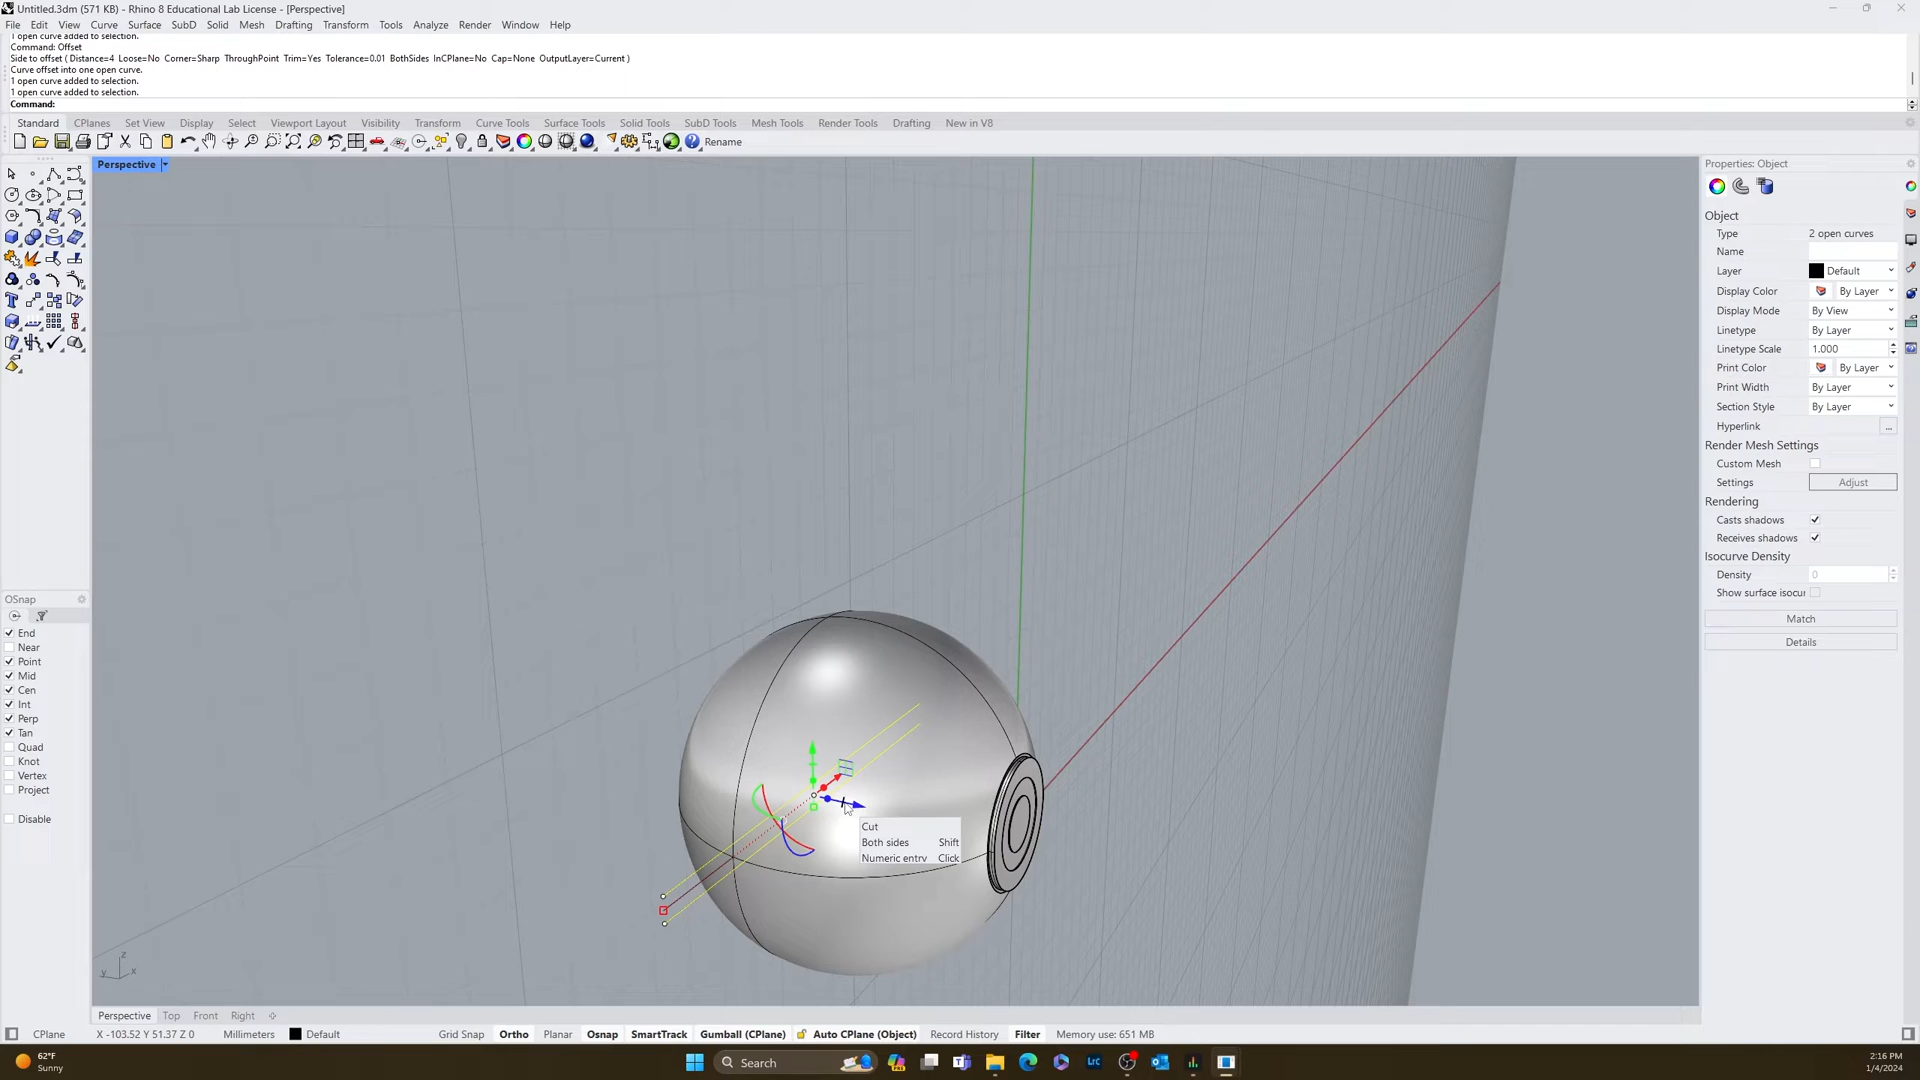 Untitled.3dm (571 KB) - Rhino 8 Educational Lab License - [Perspective]
File Edit View Curve Surface SubD Solid Mesh Drafting Transform Tools Analyze Render Window Help
1 open curve added to selection.
Command: Offset
Side to offset ( Distance=4 Loose=No Corner=Sharp ThroughPoint Trim=Yes Tolerance=0.01 BothSides InCPlane=No Cap=None OutputLayer=Current )
Curve offset into one open curve.
1 open curve added to selection.
1 open curve added to selection.
Command:
Standard CPlanes Set View Display Select Viewport Layout Visibility Transform Curve Tools Surface Tools Solid Tools SubD Tools Mesh Tools Render Tools Drafting New in V8
Rename
Perspective
Properties: Object
Object
Type 2 open curves
Name
Layer Default
Display Color By Layer
Display Mode By View
Linetype By Layer
Linetype Scale 1.000
Print Color By Layer
Print Width By Layer
Section Style By Layer
Hyperlink ...
Render Mesh Settings
Custom Mesh
Settings Adjust
Rendering
Casts shadows
Receives shadows
Isocurve Density
Density 0
Show surface isocur
Match
Details
OSnap
End
Near
Point
Mid
Cen
Int
Perp
Tan
Quad
Knot
Vertex
Project
Disable
Cut
Both sides Shift
Numeric entry Click
z
y x
Perspective Top Front Right
CPlane X -103.52 Y 51.37 Z 0 Millimeters Default Grid Snap Ortho Planar Osnap SmartTrack Gumball (CPlane) Auto CPlane (Object) Record History Filter Memory use: 651 MB
62°F
Sunny
Search
LrC
2:16 PM
1/4/2024